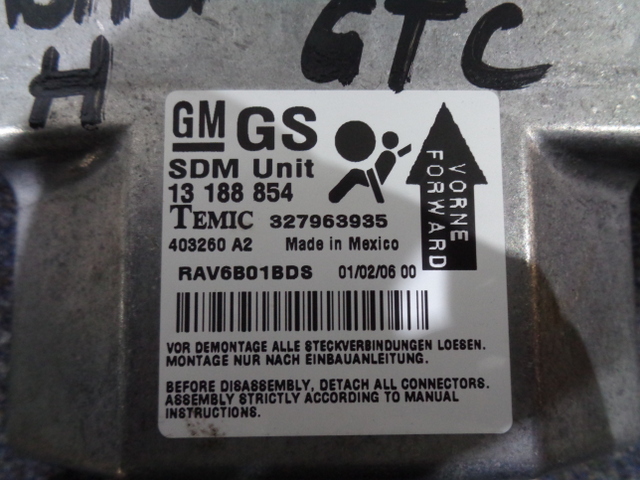 H
GTC
GM GS
SDM Unit
13 188 854
TEMIC 327963935
403260 A2 Made in Mexico
RAV6B01BDS 01/02/06 00
VORNE
FORWARD
VOR DEMONTAGE ALLE STECKVERBINDUNGEN LOESEN.
MONTAGE NUR NACH EINBAUANLEITUNG.
BEFORE DISASSEMBLY, DETACH ALL CONNECTORS.
ASSEMBLY STRICTLY ACCORDING TO MANUAL
INSTRUCTIONS.